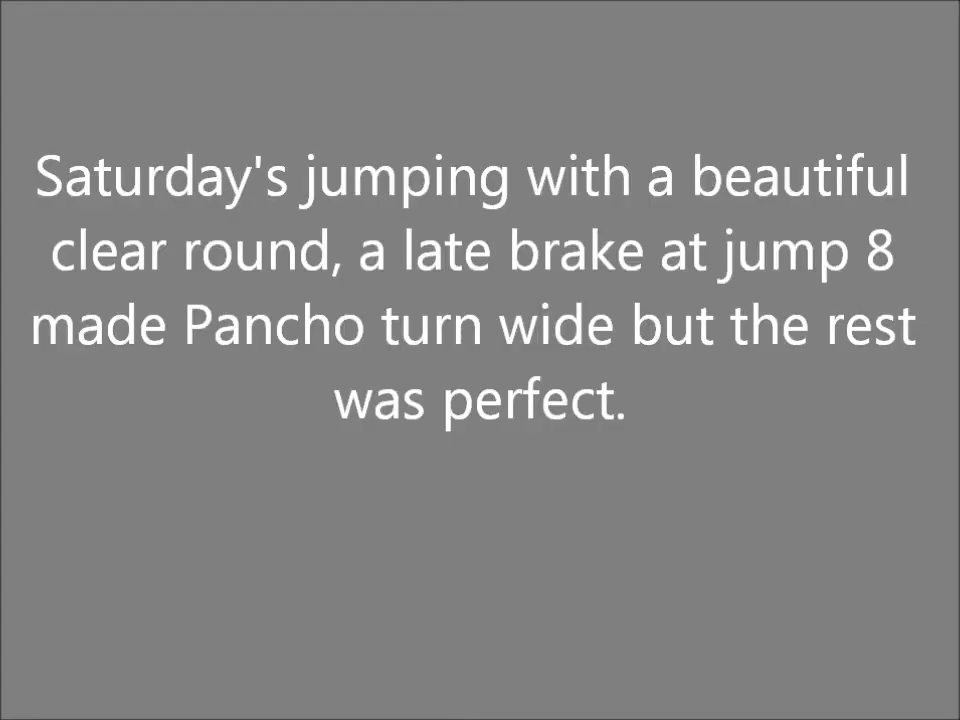 Saturday's jumping with a beautiful
clear round, a late brake at jump 8
made Pancho turn wide but the rest
was perfect.